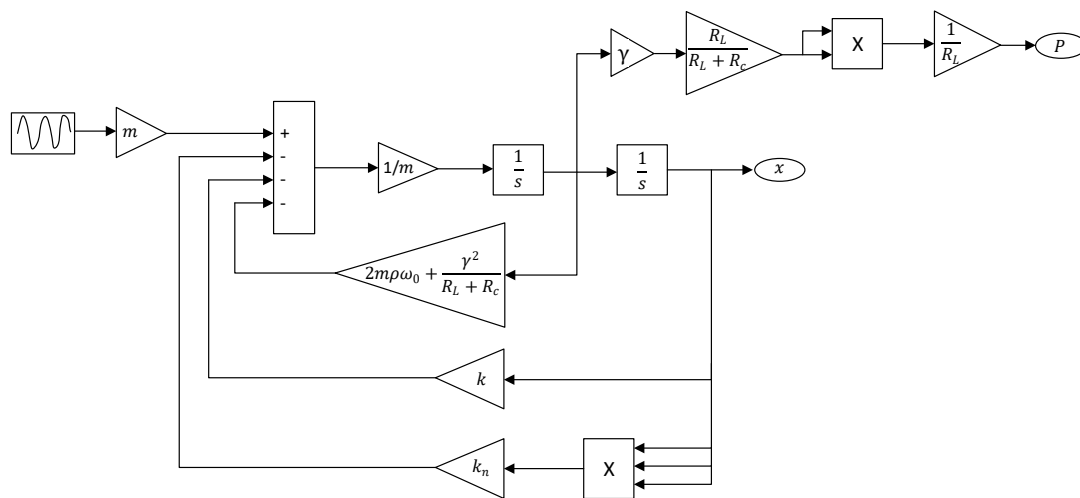 γ
R_L / (R_L + R_c)
X
1 / R_L
P
m
+
-
-
-
1/m
1 / s
1 / s
x
2mρω_0 + γ^2 / (R_L + R_c)
k
k_n
X